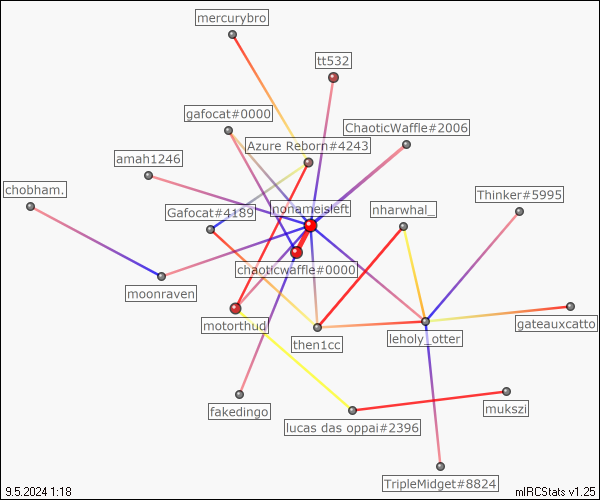 mercurybro
tt532
gafocat#0000
ChaoticWaffle#2006
Azure Reborn#4243
amah1246
chobham.
Thinker#5995
Gafocat#4189
nonameisleft
nharwhal_
chaoticwaffle#0000
moonraven
gateauxcatto
motorthud
leholy_otter
then1cc
fakedingo
mukszi
lucas das oppai#2396
TripleMidget#8824
9.5.2024 1:18
mIRCStats v1.25